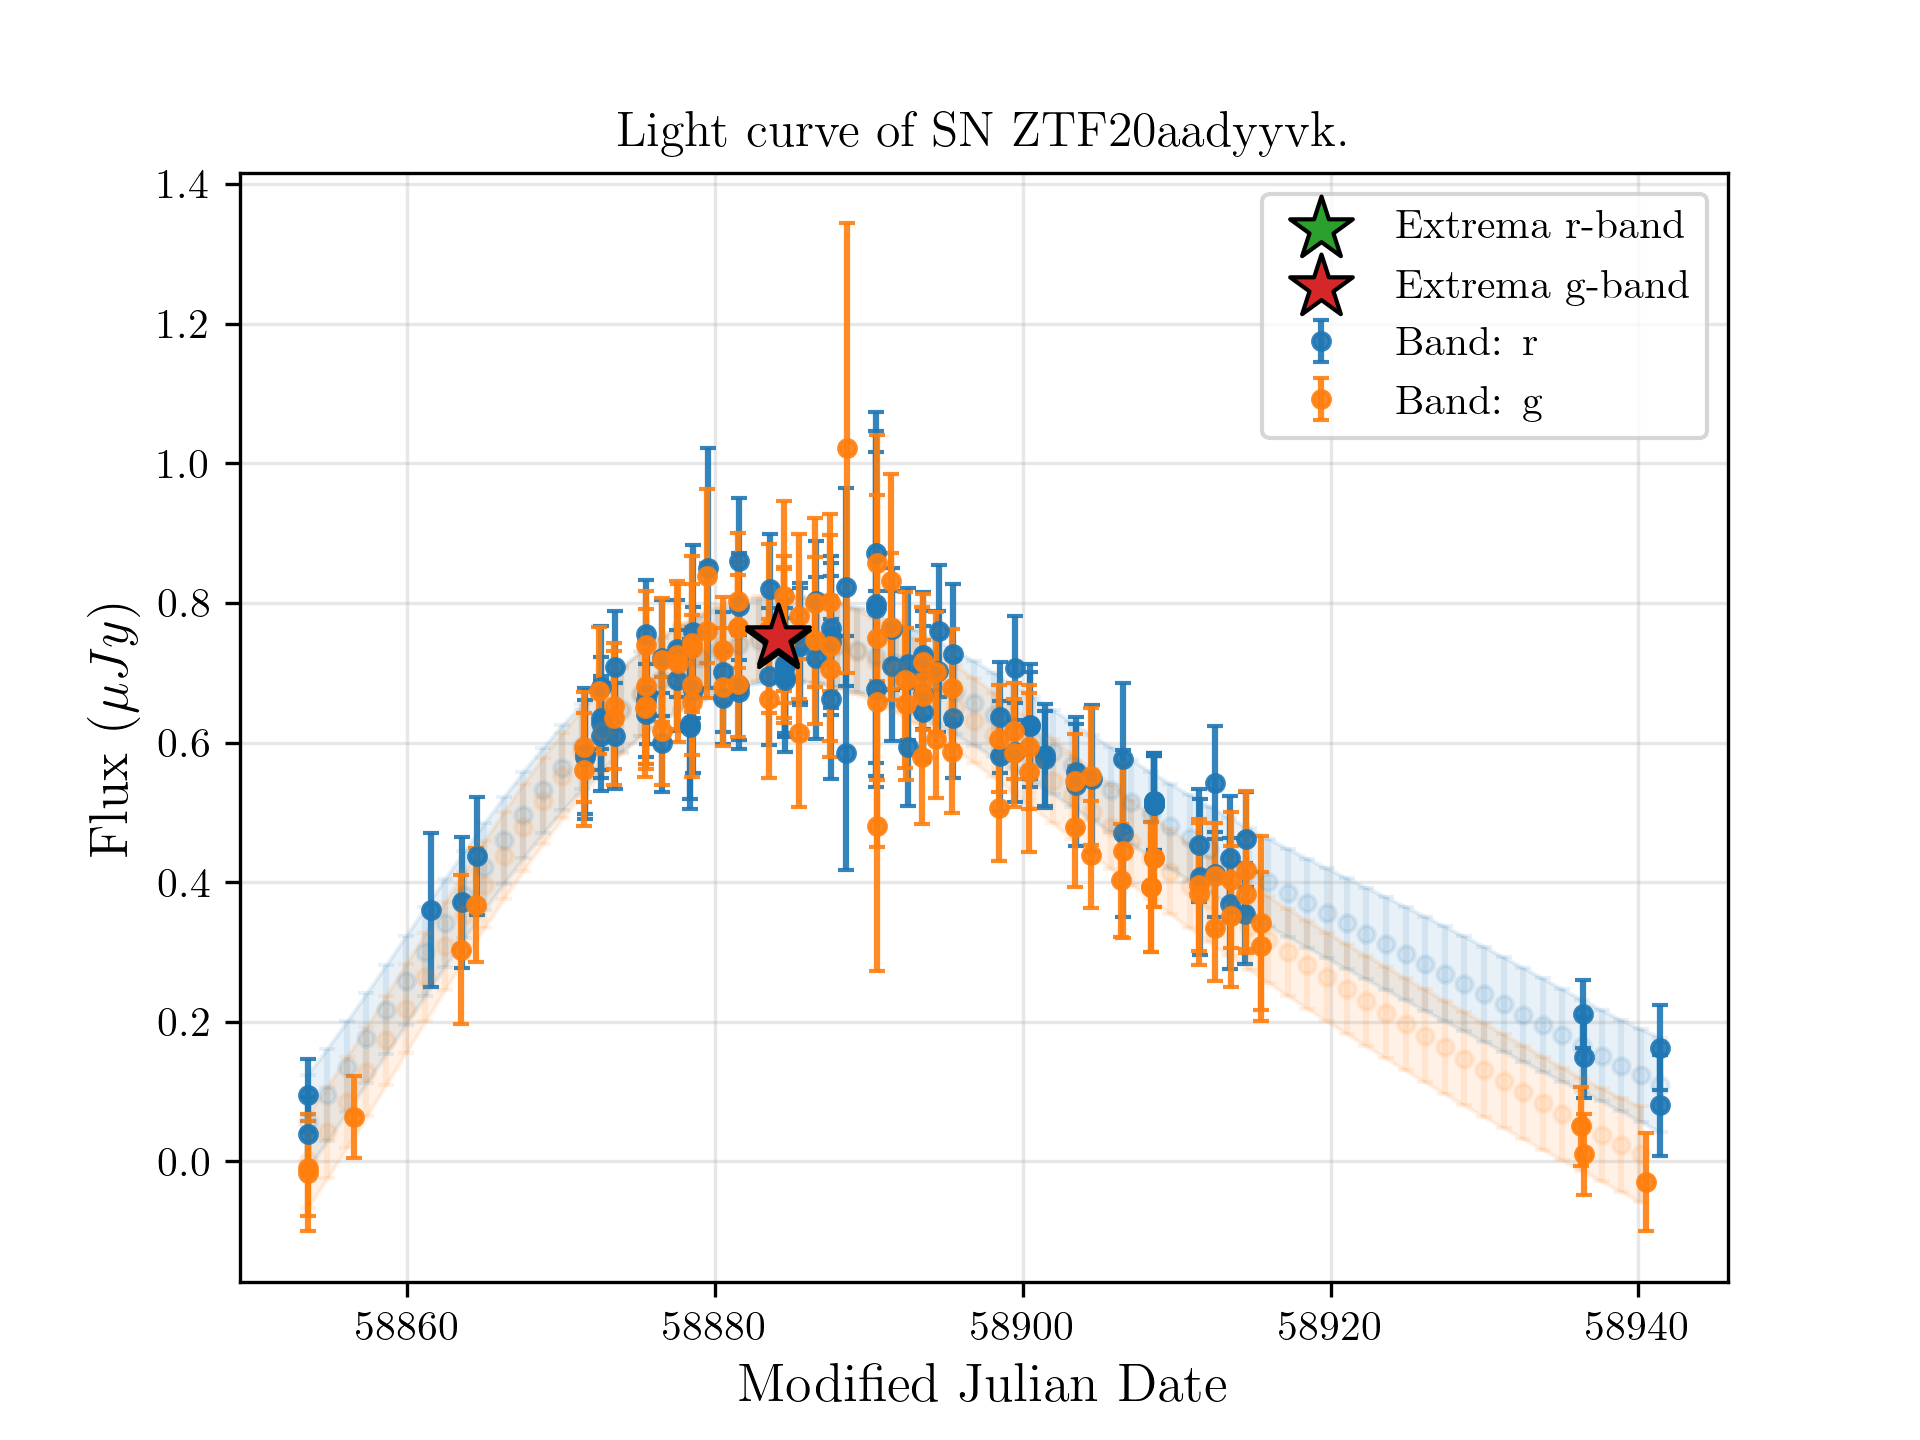 Light curve of SN ZTF20aadyyvk.
1.4
1.2
1.0
0.8
0.6
0.4
0.2
0.0
Flux (μJy)
Extrema r-band
Extrema g-band
Band: r
Band: g
58860 58880 58900 58920 58940
Modified Julian Date